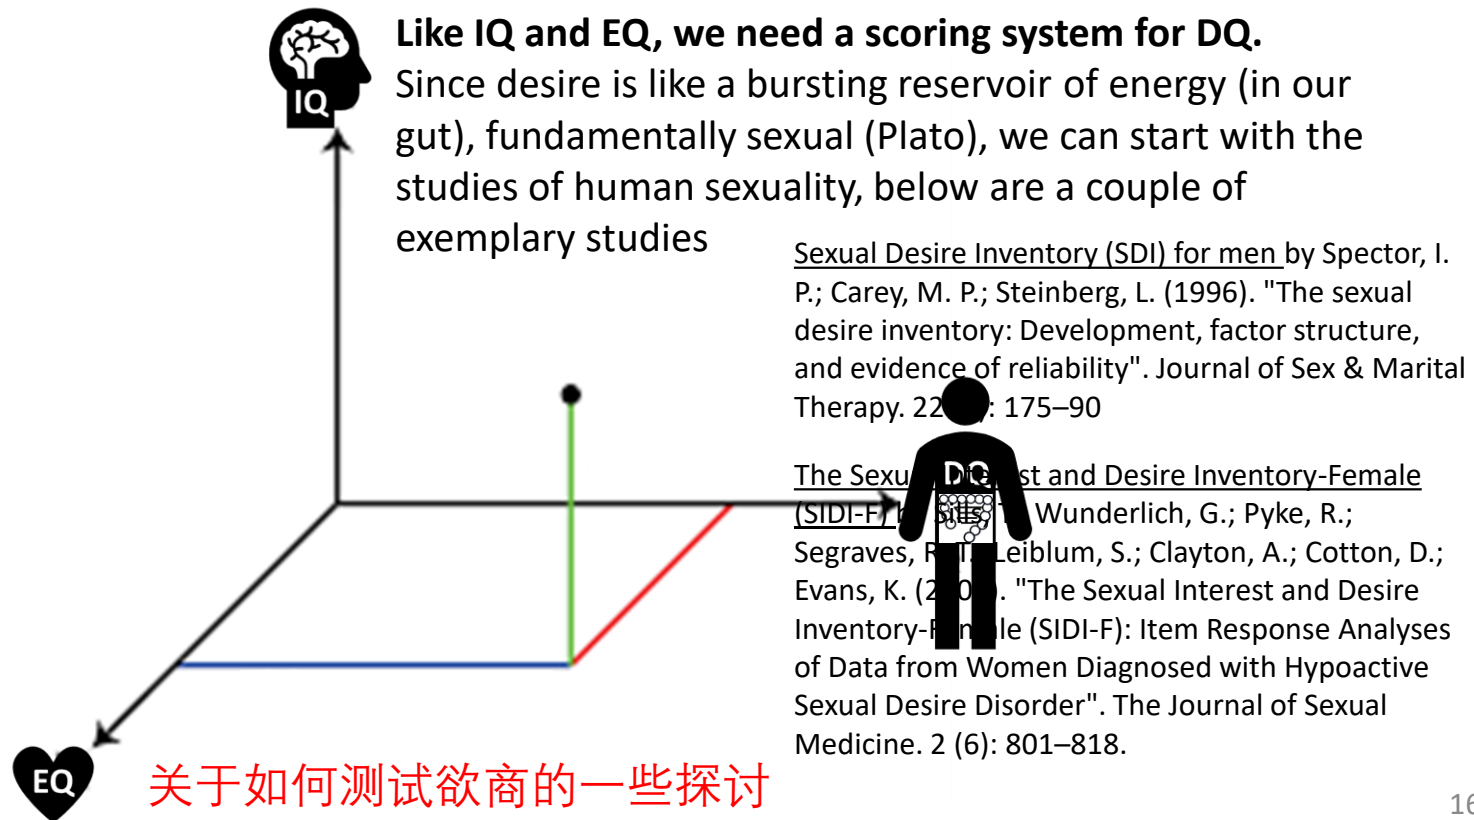 Like IQ and EQ, we need a scoring system for DQ.
Since desire is like a bursting reservoir of energy (in our
gut), fundamentally sexual (Plato), we can start with the
studies of human sexuality, below are a couple of
exemplary studies
IQ
Sexual Desire Inventory (SDI) for men by Spector, I.
P.; Carey, M. P.; Steinberg, L. (1996). "The sexual
desire inventory: Development, factor structure,
and evidence of reliability". Journal of Sex & Marital
Therapy. 22 : 175–90
DQ
The Sexual Interest and Desire Inventory-Female
(SIDI-F) Sills, Wunderlich, G.; Pyke, R.;
Segraves, Leiblum, S.; Clayton, A.; Cotton, D.;
Evans, K. "The Sexual Interest and Desire
Inventory-Female (SIDI-F): Item Response Analyses
of Data from Women Diagnosed with Hypoactive
Sexual Desire Disorder". The Journal of Sexual
Medicine. 2 (6): 801–818.
EQ
关于如何测试欲商的一些探讨
16